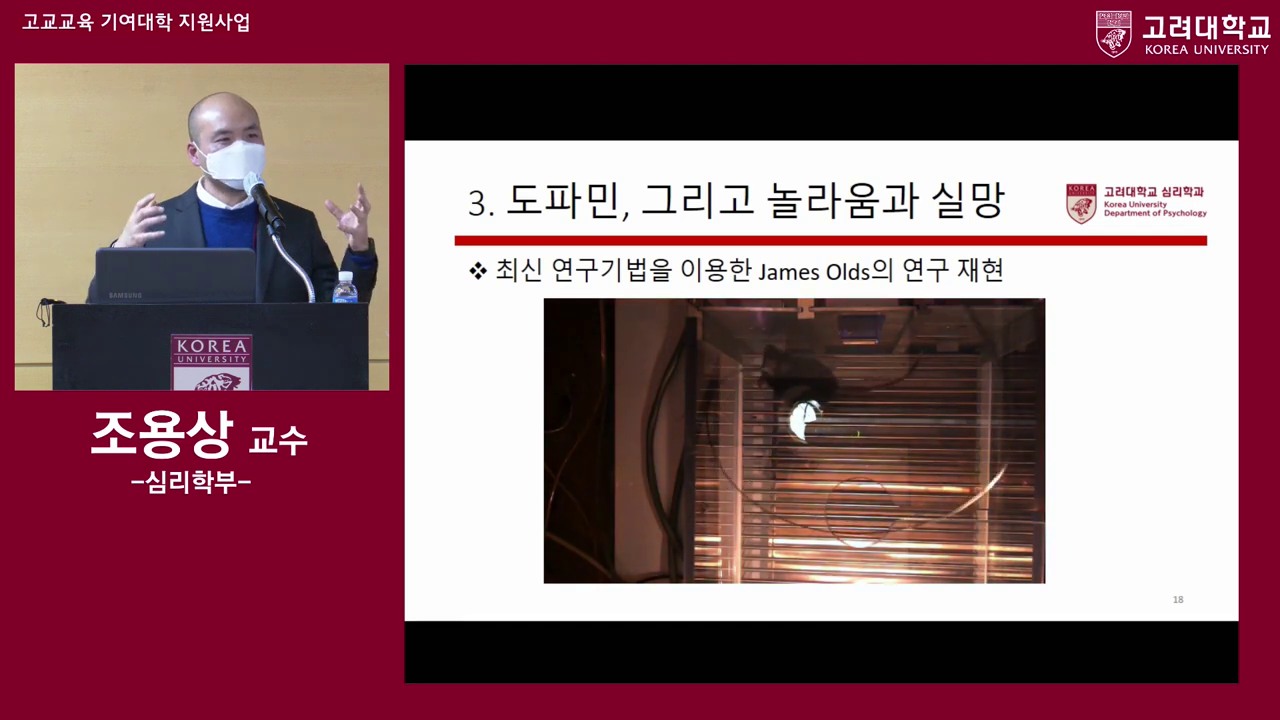 고교교육 기여대학 지원사업
고려대학교
KOREA UNIVERSITY
SAMSUNG
KOREA
UNIVERSITY
조용상 교수
-심리학부-
3. 도파민, 그리고 놀라움과 실망
KOREA
고려대학교 심리학과
Korea University
Department of Psychology
❖ 최신 연구기법을 이용한 James Olds의 연구 재현
18